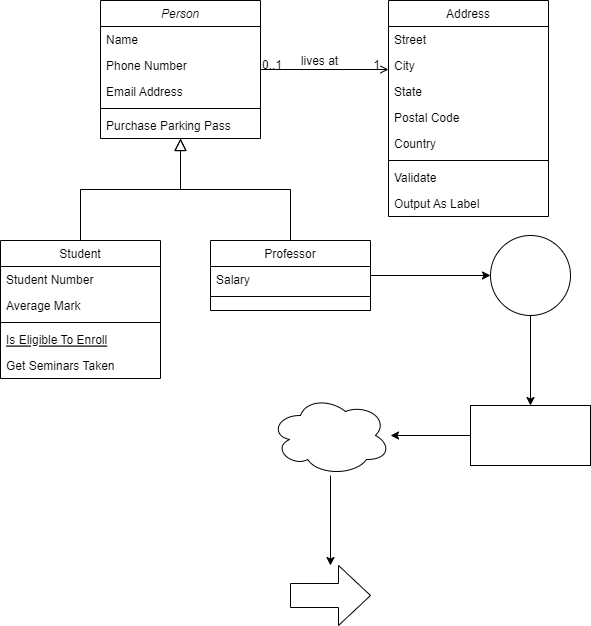 Person
Name
Phone Number
Email Address
Purchase Parking Pass
0..1
lives at
1
Address
Street
City
State
Postal Code
Country
Validate
Output As Label
Student
Student Number
Average Mark
Is Eligible To Enroll
Get Seminars Taken
Professor
Salary